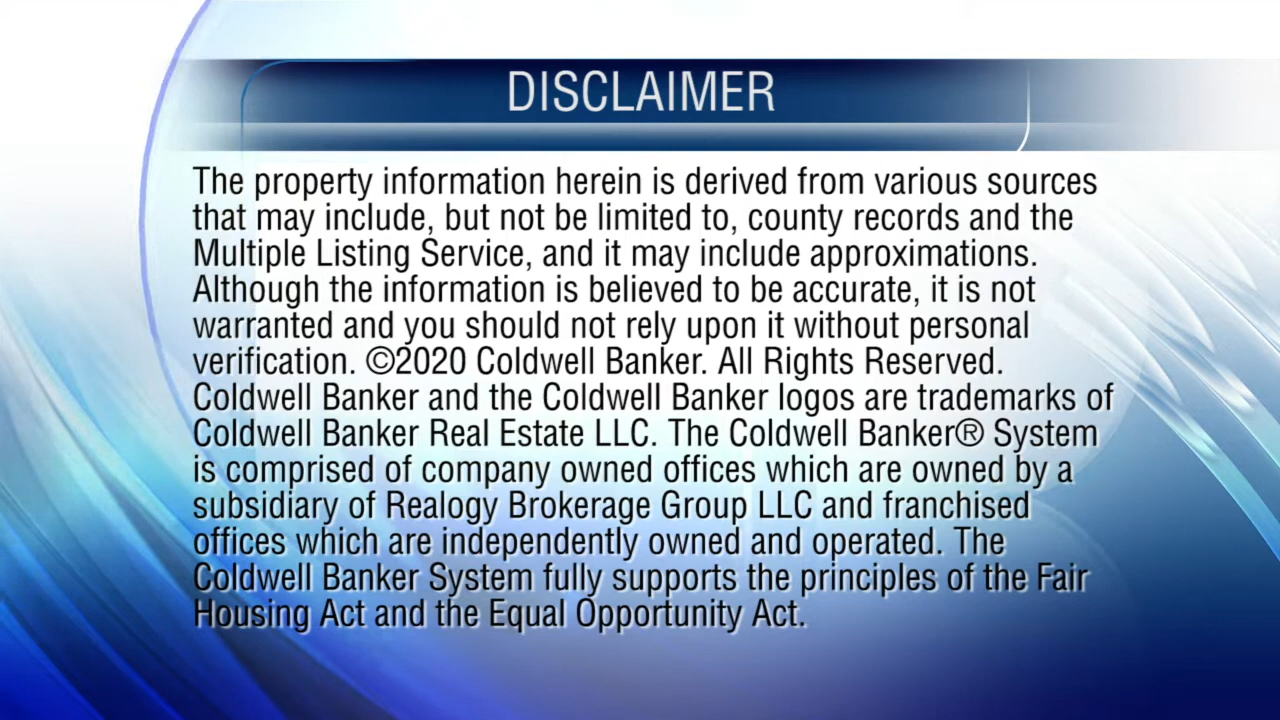 DISCLAIMER
The property information herein is derived from various sources
that may include, but not be limited to, county records and the
Multiple Listing Service, and it may include approximations.
Although the information is believed to be accurate, it is not
warranted and you should not rely upon it without personal
verification. ©2020 Coldwell Banker. All Rights Reserved.
Coldwell Banker and the Coldwell Banker logos are trademarks of
Coldwell Banker Real Estate LLC. The Coldwell Banker® System
is comprised of company owned offices which are owned by a
subsidiary of Realogy Brokerage Group LLC and franchised
offices which are independently owned and operated. The
Coldwell Banker System fully supports the principles of the Fair
Housing Act and the Equal Opportunity Act.